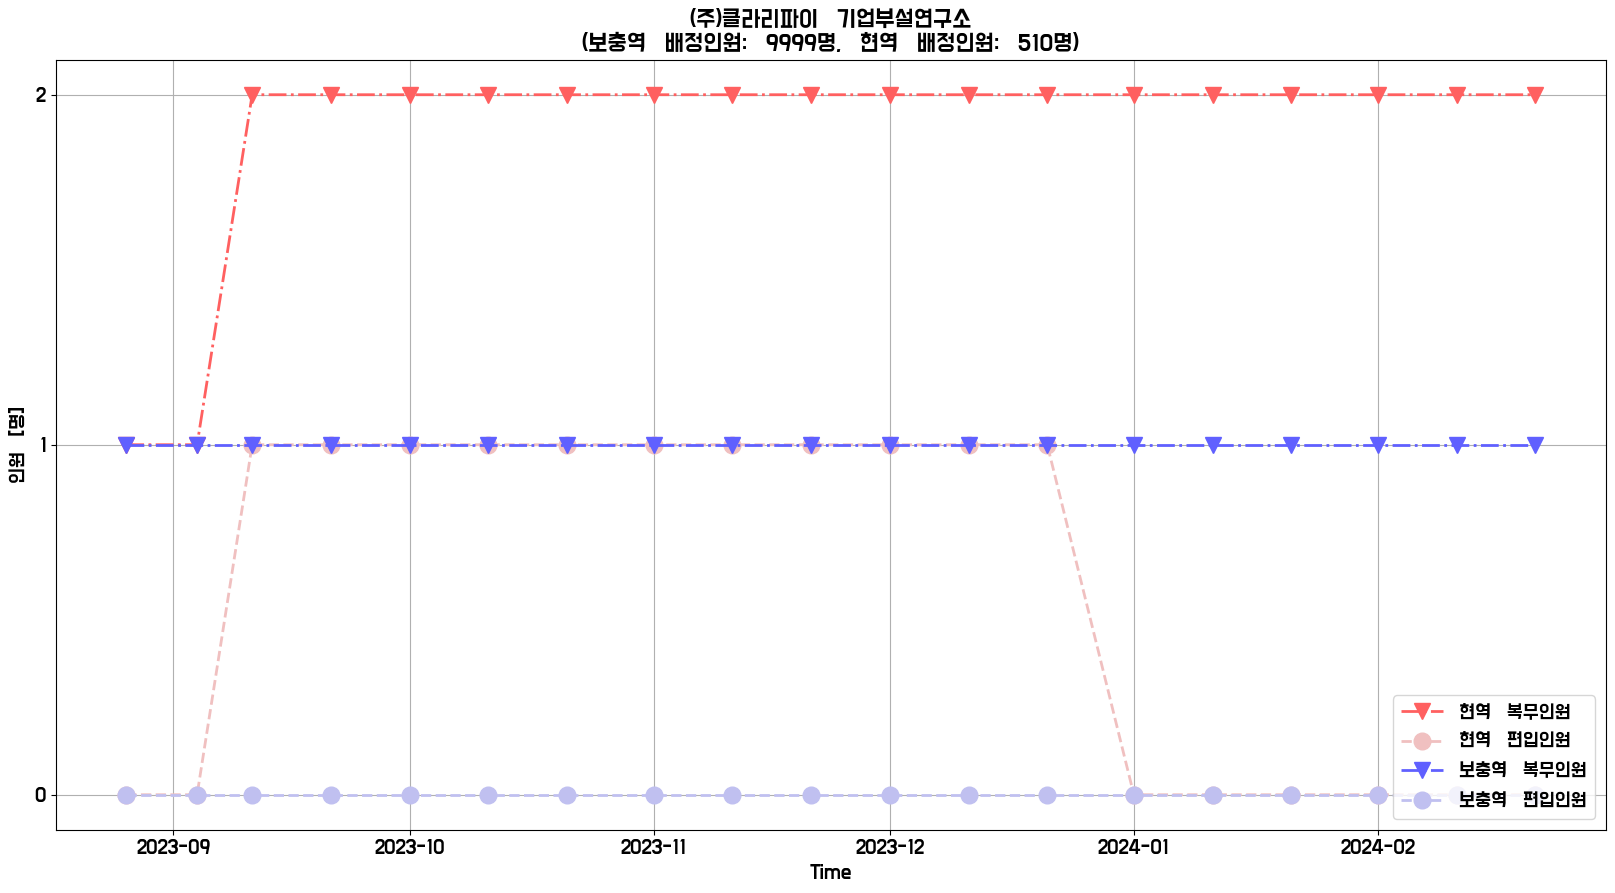 (주)클라리파이 기업부설연구소
(보충역 배정인원: 9999명, 현역 배정인원: 510명)
인원 [명]
2
1
0
2023-09
2023-10
2023-11
2023-12
2024-01
2024-02
Time
현역 복무인원
현역 편입인원
보충역 복무인원
보충역 편입인원